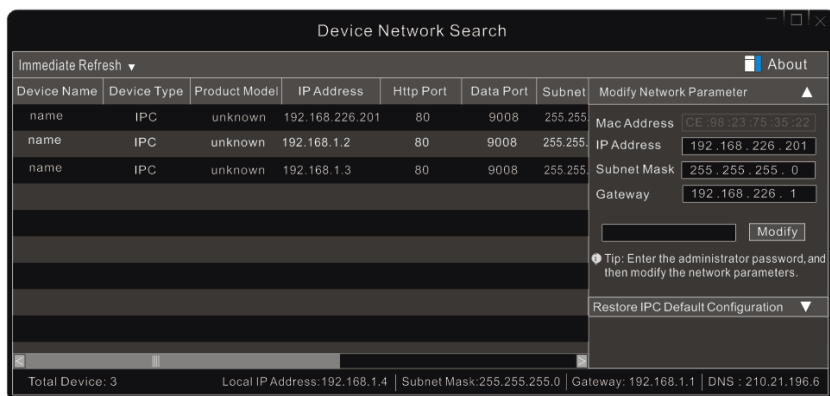 Device Network Search
Immediate Refresh ▼
About
Device Name Device Type Product Model IP Address Http Port Data Port Subnet
name IPC unknown 192.168.226.201 80 9008 255.255.
name IPC unknown 192.168.1.2 80 9008 255.255.
name IPC unknown 192.168.1.3 80 9008 255.255.
Modify Network Parameter ▲
Mac Address CE:98:23:75:35:22
IP Address 192.168.226.201
Subnet Mask 255.255.255.0
Gateway 192.168.226.1
Modify
Tip: Enter the administrator password, and
then modify the network parameters.
Restore IPC Default Configuration ▼
Total Device: 3 Local IP Address:192.168.1.4 Subnet Mask:255.255.255.0 Gateway: 192.168.1.1 DNS : 210.21.196.6